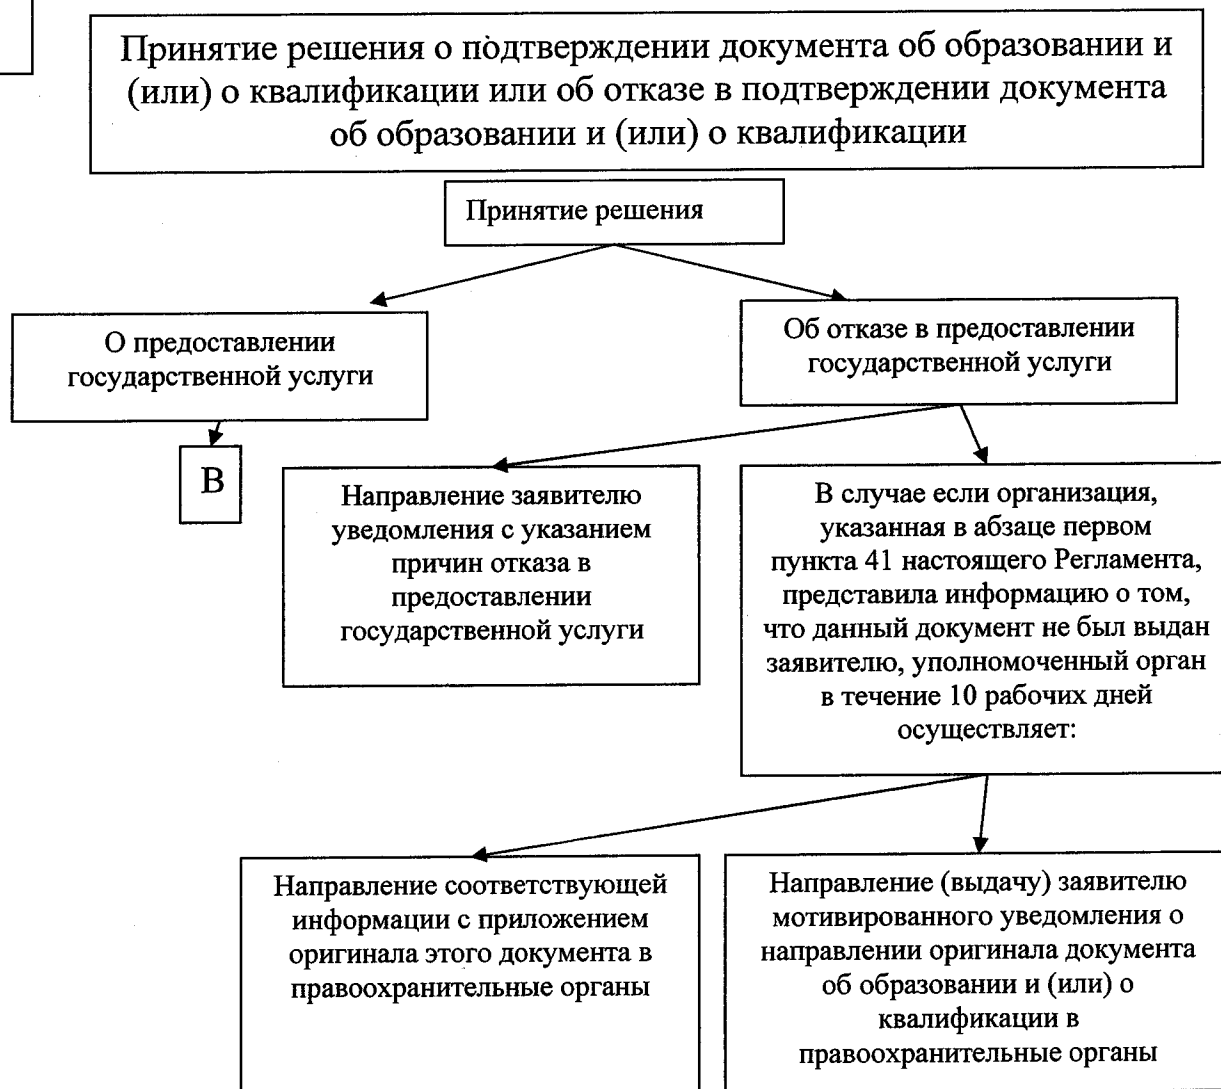 Принятие решения о подтверждении документа об образовании и
(или) о квалификации или об отказе в подтверждении документа
об образовании и (или) о квалификации
Принятие решения
О предоставлении
государственной услуги
Об отказе в предоставлении
государственной услуги
В
Направление заявителю
уведомления с указанием
причин отказа в
предоставлении
государственной услуги
В случае если организация,
указанная в абзаце первом
пункта 41 настоящего Регламента,
представила информацию о том,
что данный документ не был выдан
заявителю, уполномоченный орган
в течение 10 рабочих дней
осуществляет:
Направление соответствующей
информации с приложением
оригинала этого документа в
правоохранительные органы
Направление (выдачу) заявителю
мотивированного уведомления о
направлении оригинала документа
об образовании и (или) о
квалификации в
правоохранительные органы